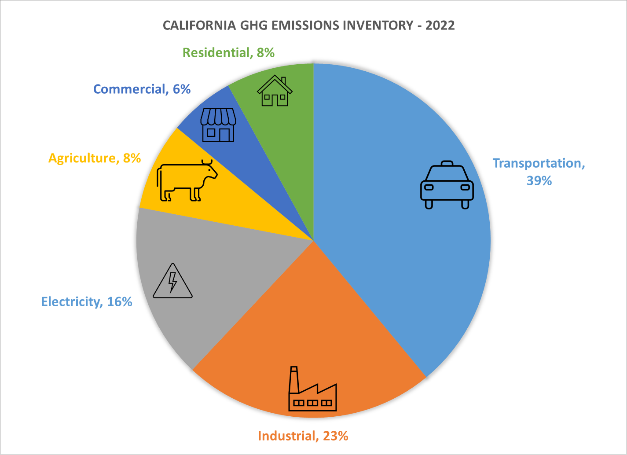 CALIFORNIA GHG EMISSIONS INVENTORY - 2022
Residential, 8%
Commercial, 6%
Agriculture, 8%
Transportation,
39%
Electricity, 16%
Industrial, 23%